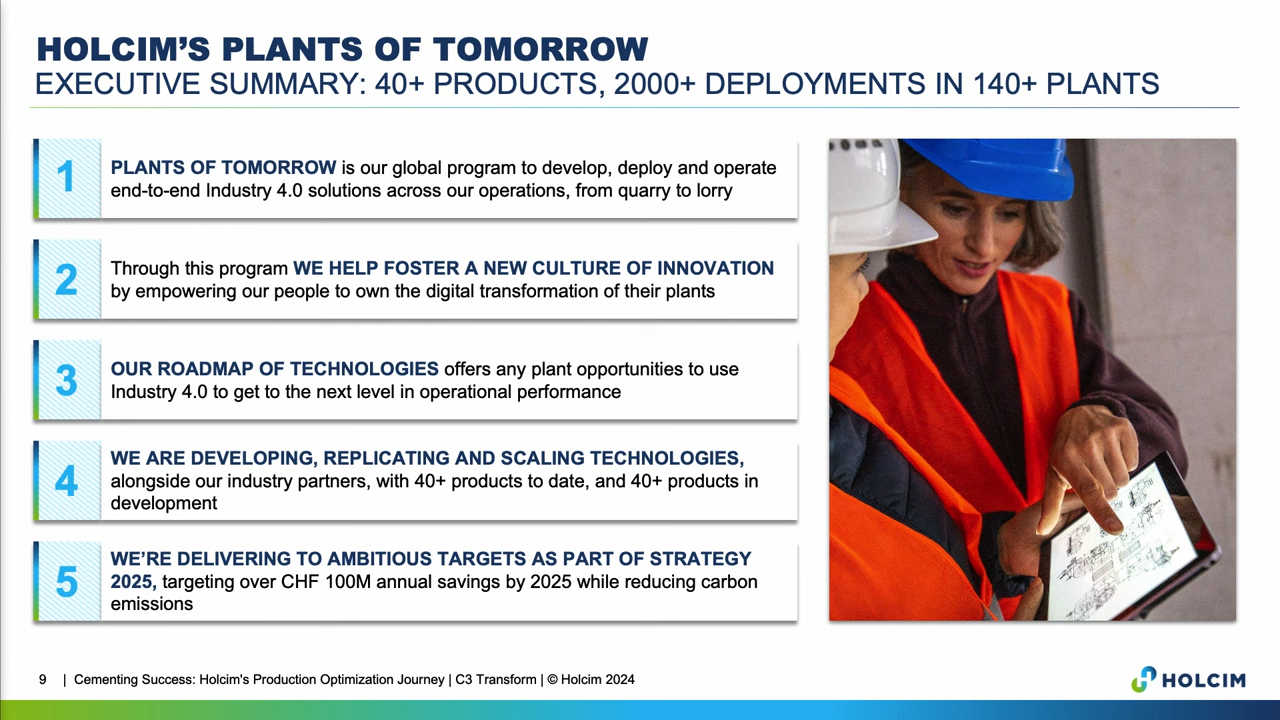 HOLCIM’S PLANTS OF TOMORROW
EXECUTIVE SUMMARY: 40+ PRODUCTS, 2000+ DEPLOYMENTS IN 140+ PLANTS
1
PLANTS OF TOMORROW is our global program to develop, deploy and operate
end-to-end Industry 4.0 solutions across our operations, from quarry to lorry
2
Through this program WE HELP FOSTER A NEW CULTURE OF INNOVATION
by empowering our people to own the digital transformation of their plants
3
OUR ROADMAP OF TECHNOLOGIES offers any plant opportunities to use
Industry 4.0 to get to the next level in operational performance
4
WE ARE DEVELOPING, REPLICATING AND SCALING TECHNOLOGIES,
alongside our industry partners, with 40+ products to date, and 40+ products in
development
5
WE’RE DELIVERING TO AMBITIOUS TARGETS AS PART OF STRATEGY
2025, targeting over CHF 100M annual savings by 2025 while reducing carbon
emissions
9 | Cementing Success: Holcim's Production Optimization Journey | C3 Transform | © Holcim 2024
HOLCIM